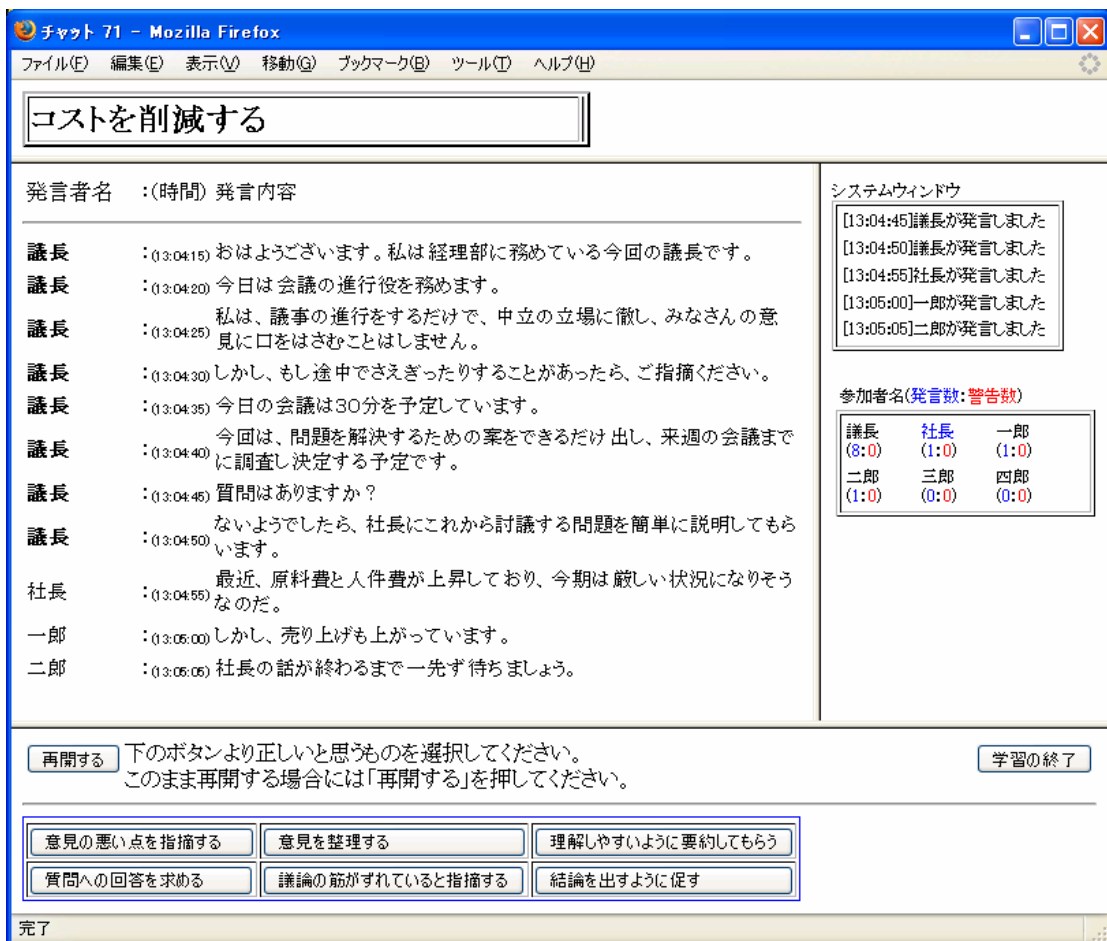 チャット 71 - Mozilla Firefox
ファイル(F) 編集(E) 表示(V) 移動(G) ブックマーク(B) ツール(T) ヘルプ(H)
コストを削減する
発言者名 :(時間) 発言内容
議長 :(13:04:15) おはようございます。私は経理部に務めている今回の議長です。
議長 :(13:04:20) 今日は会議の進行役を務めます。
議長 :(13:04:25) 私は、議事の進行をするだけで、中立の立場に徹し、みなさんの意
見に口をはさむことはしません。
議長 :(13:04:30) しかし、もし途中でさえぎったりすることがあったら、ご指摘ください。
議長 :(13:04:35) 今日の会議は30分を予定しています。
議長 :(13:04:40) 今回は、問題を解決するための案をできるだけ出し、来週の会議まで
に調査し決定する予定です。
議長 :(13:04:45) 質問はありますか?
議長 :(13:04:50) ないようでしたら、社長にこれから討議する問題を簡単に説明してもら
います。
社長 :(13:04:55) 最近、原料費と人件費が上昇しており、今期は厳しい状況になりそう
なのだ。
一郎 :(13:05:00) しかし、売り上げも上がっています。
二郎 :(13:05:05) 社長の話が終わるまで一先ず待ちましょう。
システムウィンドウ
[13:04:45]議長が発言しました
[13:04:50]議長が発言しました
[13:04:55]社長が発言しました
[13:05:00]一郎が発言しました
[13:05:05]二郎が発言しました
参加者名(発言数:警告数)
議長 社長 一郎
(8:0) (1:0) (1:0)
二郎 三郎 四郎
(1:0) (0:0) (0:0)
再開する 下のボタンより正しいと思うものを選択してください。
このまま再開する場合には「再開する」を押してください。
学習の終了
意見の悪い点を指摘する 意見を整理する 理解しやすいように要約してもらう
質問への回答を求める 議論の筋がずれていると指摘する 結論を出すように促す
完了